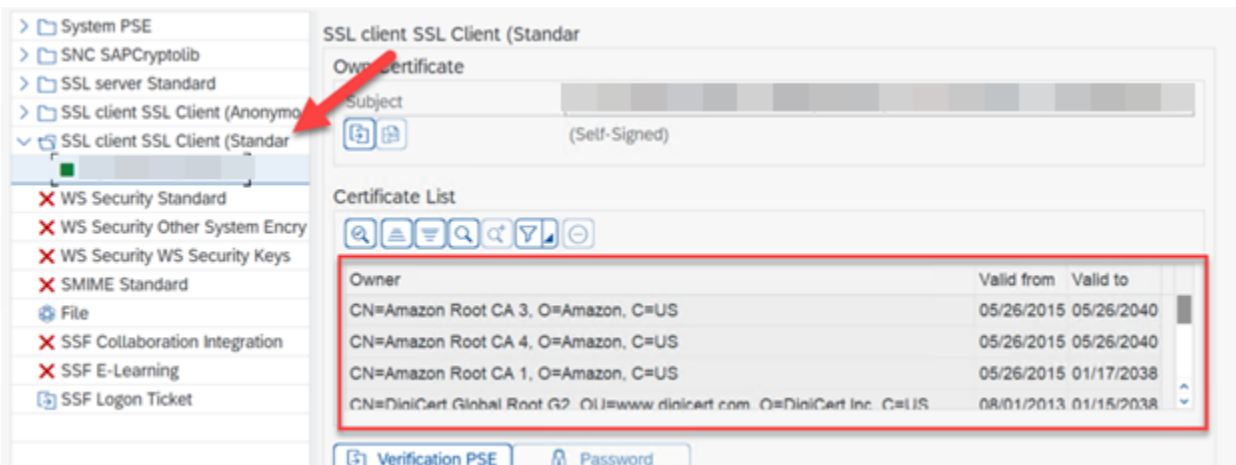 System PSE
SNC SAPCryptolib
SSL server Standard
SSL client SSL Client (Anonymo
SSL client SSL Client (Standar
WS Security Standard
WS Security Other System Encry
WS Security WS Security Keys
SMIME Standard
File
SSF Collaboration Integration
SSF E-Learning
SSF Logon Ticket
SSL client SSL Client (Standar
Own Certificate
Subject
(Self-Signed)
Certificate List
Owner Valid from Valid to
CN=Amazon Root CA 3, O=Amazon, C=US 05/26/2015 05/26/2040
CN=Amazon Root CA 4, O=Amazon, C=US 05/26/2015 05/26/2040
CN=Amazon Root CA 1, O=Amazon, C=US 05/26/2015 01/17/2038
CN=DigiCert Global Root G2, OU=www.digicert.com, O=DigiCert Inc, C=US 08/01/2013 01/15/2038
Verification PSE Password